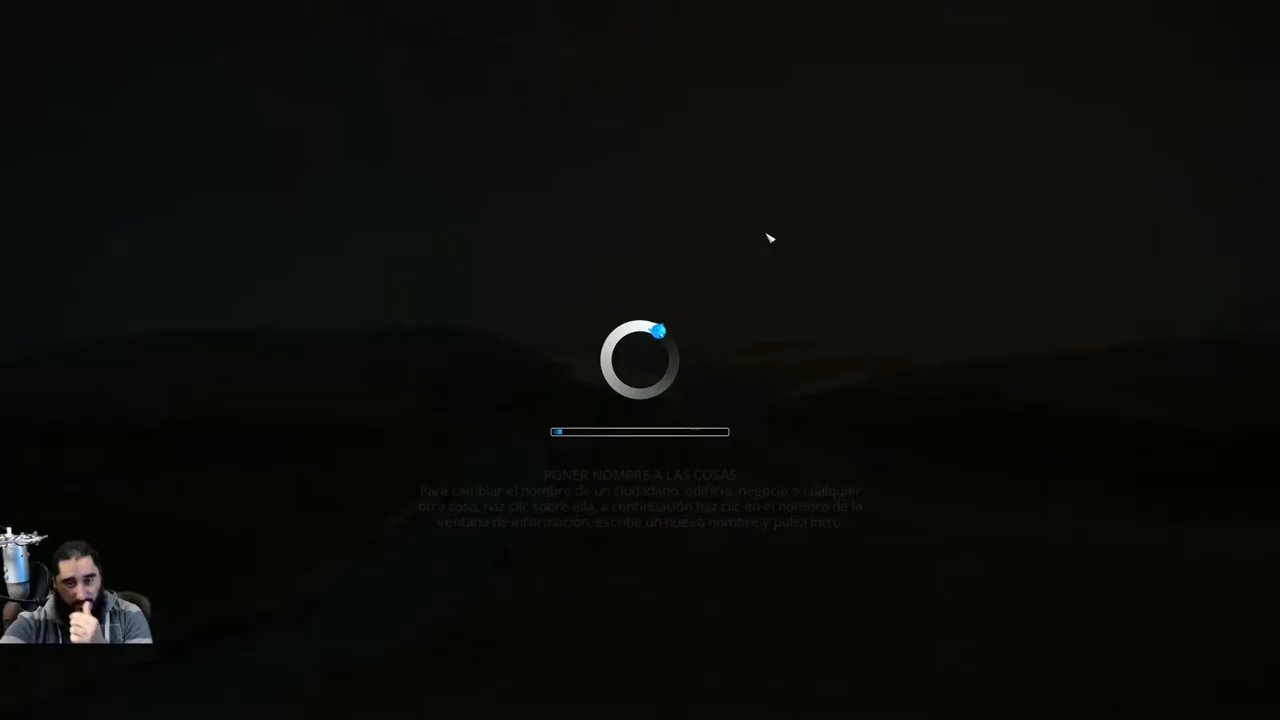 PONER NOMBRE A LAS COSAS
Para cambiar el nombre de un ciudadano, edificio, negocio o cualquier
otra cosa, haz clic sobre ella, a continuación haz clic en el nombre de la
ventana de información, escribe un nuevo nombre y pulsa Intro.